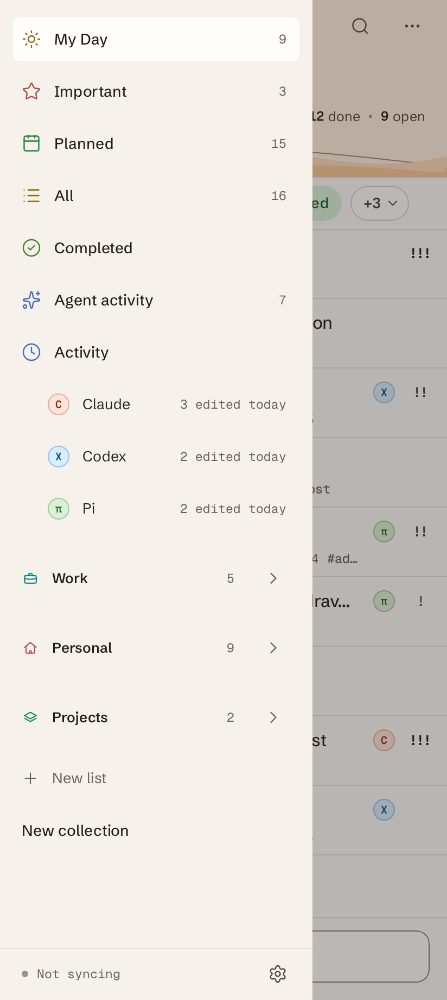 My Day 9
Important 3
Planned 15
All 16
Completed
Agent activity 7
Activity
C Claude 3 edited today
X Codex 2 edited today
π Pi 2 edited today
Work 5
Personal 9
Projects 2
+ New list
New collection
Not syncing
12 done • 9 open
ed
+3
!!!
on
X !!
ost
π !!
4 #ad…
rav… π !
st C !!!
X